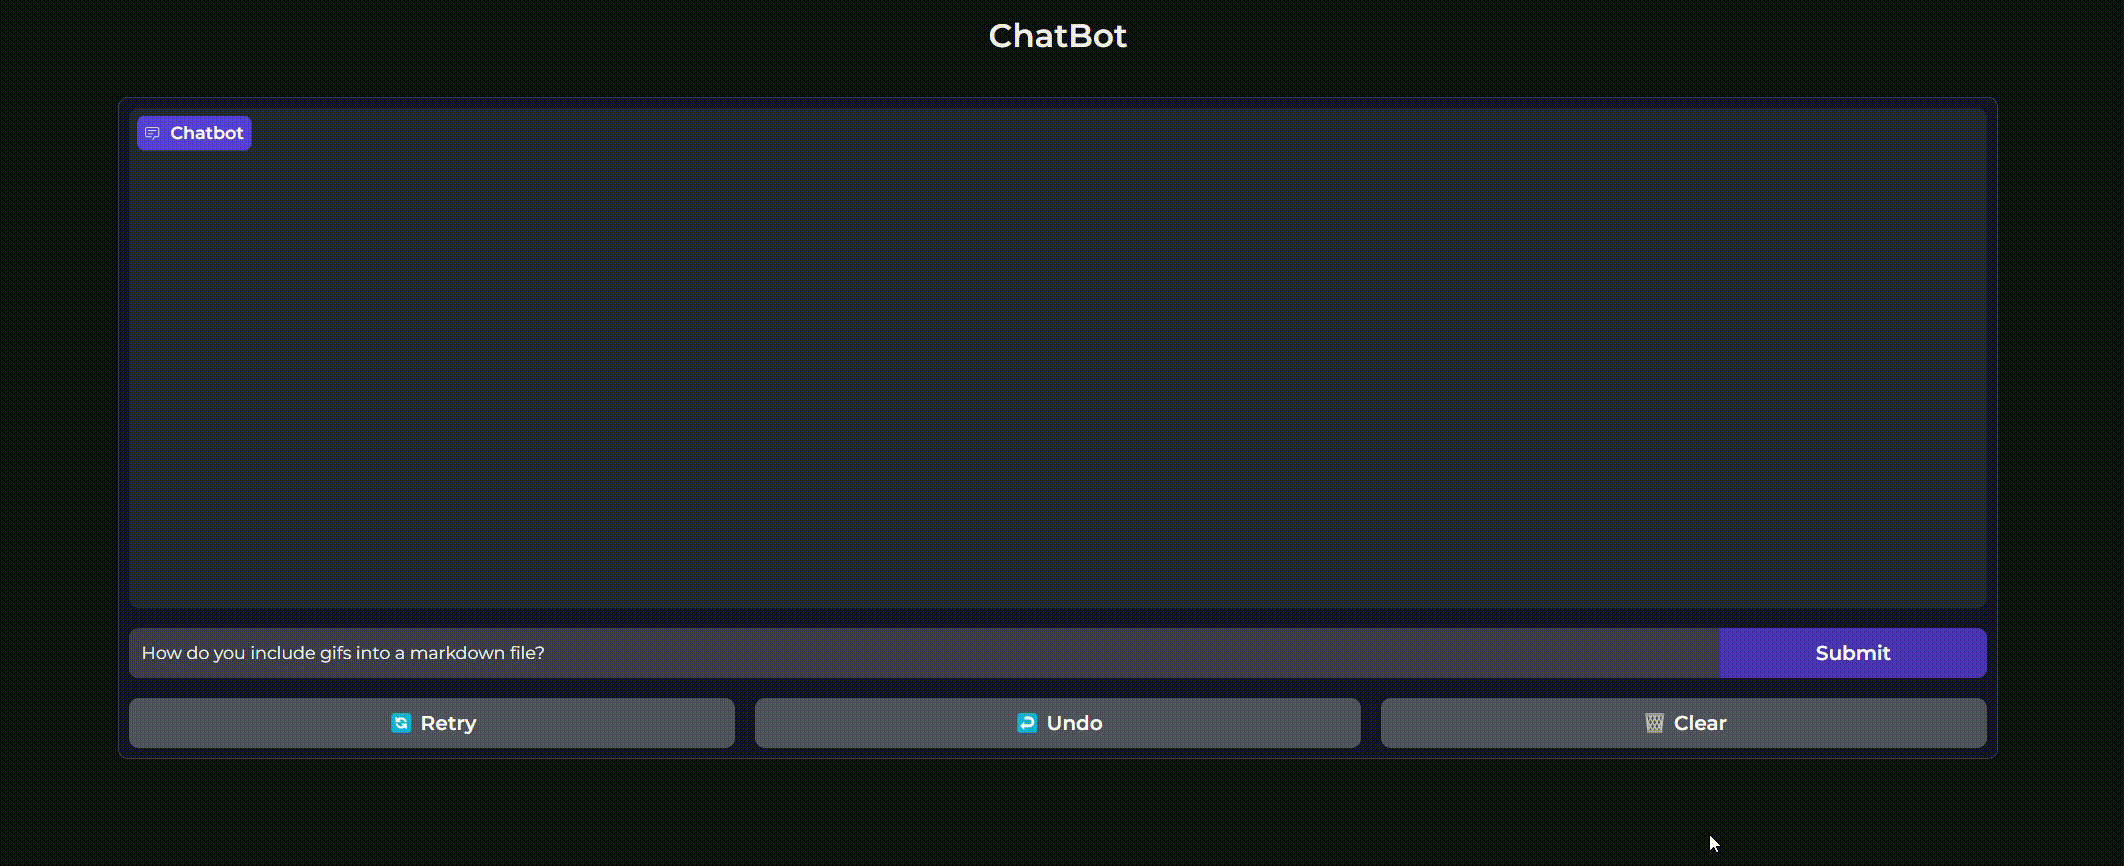 ChatBot
Chatbot
How do you include gifs into a markdown file?
Submit
Retry
Undo
Clear